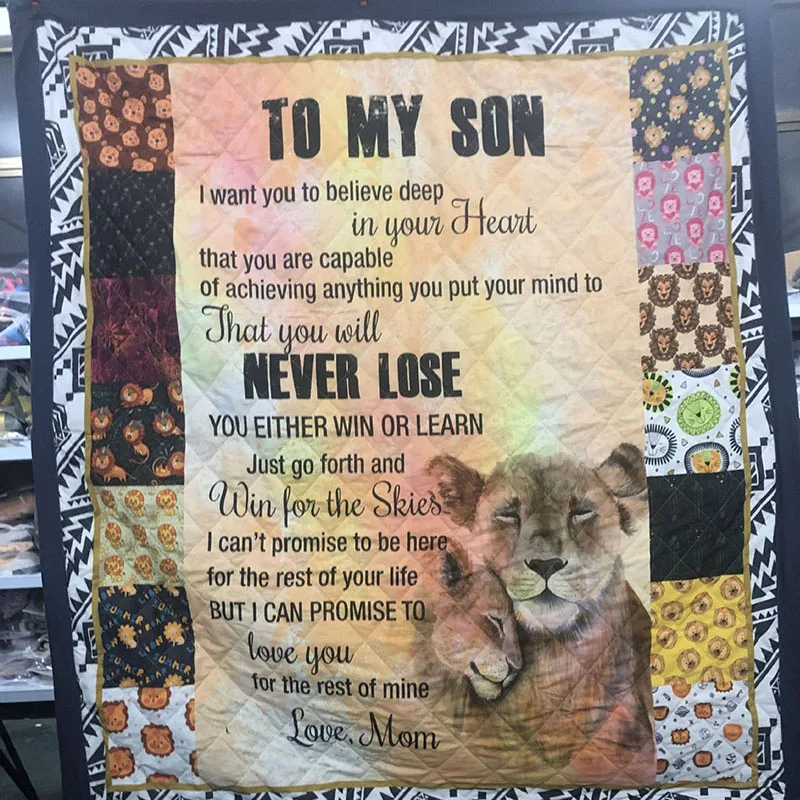 TO MY SON
I want you to believe deep
in your Heart
that you are capable
of achieving anything you put your mind to
That you will
NEVER LOSE
YOU EITHER WIN OR LEARN
Just go forth and
Win for the Skies
I can't promise to be here
for the rest of your life
BUT I CAN PROMISE TO
love you
for the rest of mine
Love, Mom